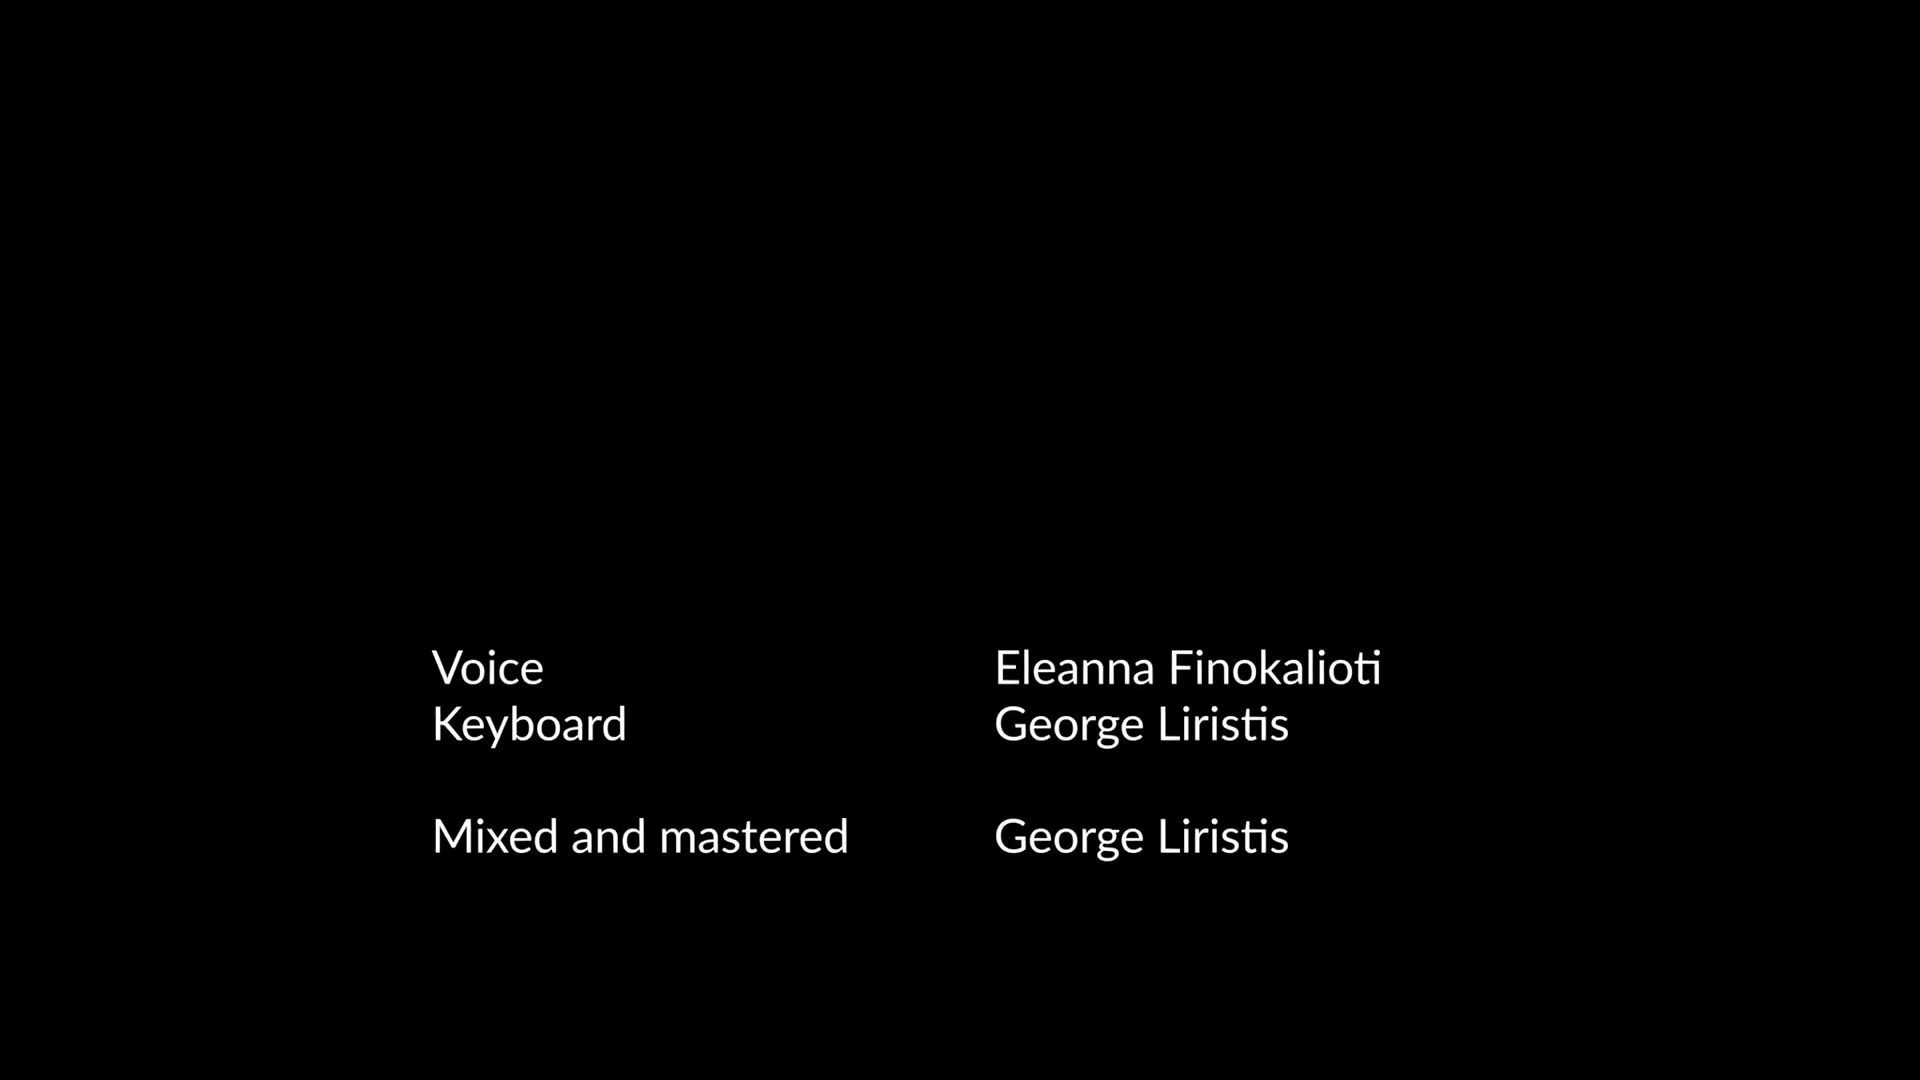 Voice Eleanna Finokalioti
Keyboard George Liristis
Mixed and mastered George Liristis